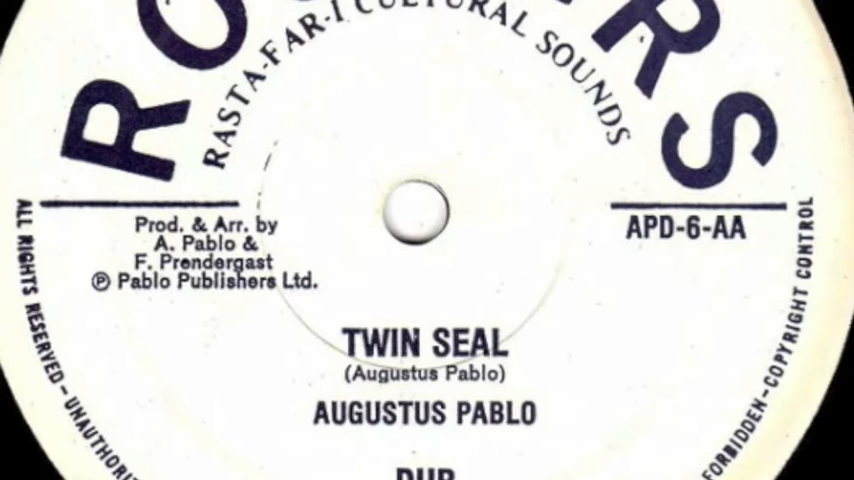 RASTA-FAR-I CULTURAL SOUNDS
Prod. & Arr. by
A. Pablo &
F. Prendergast
℗ Pablo Publishers Ltd.
APD-6-AA
TWIN SEAL
(Augustus Pablo)
AUGUSTUS PABLO
DUB
ALL RIGHTS RESERVED–
FORBIDDEN–COPYRIGHT CONTROL